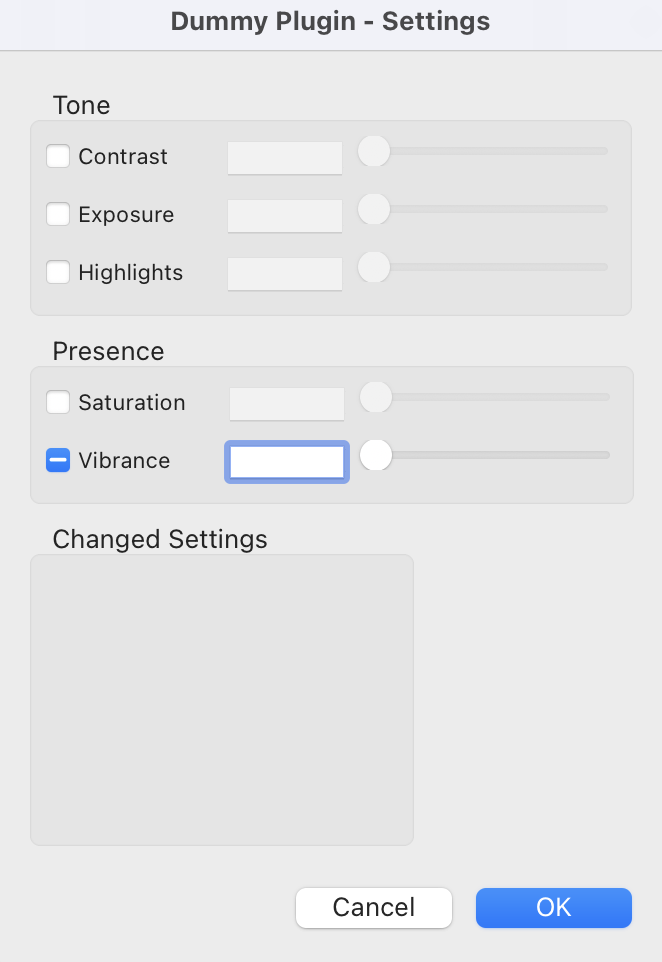 Dummy Plugin - Settings
Tone
Contrast
Exposure
Highlights
Presence
Saturation
Vibrance
Changed Settings
Cancel OK